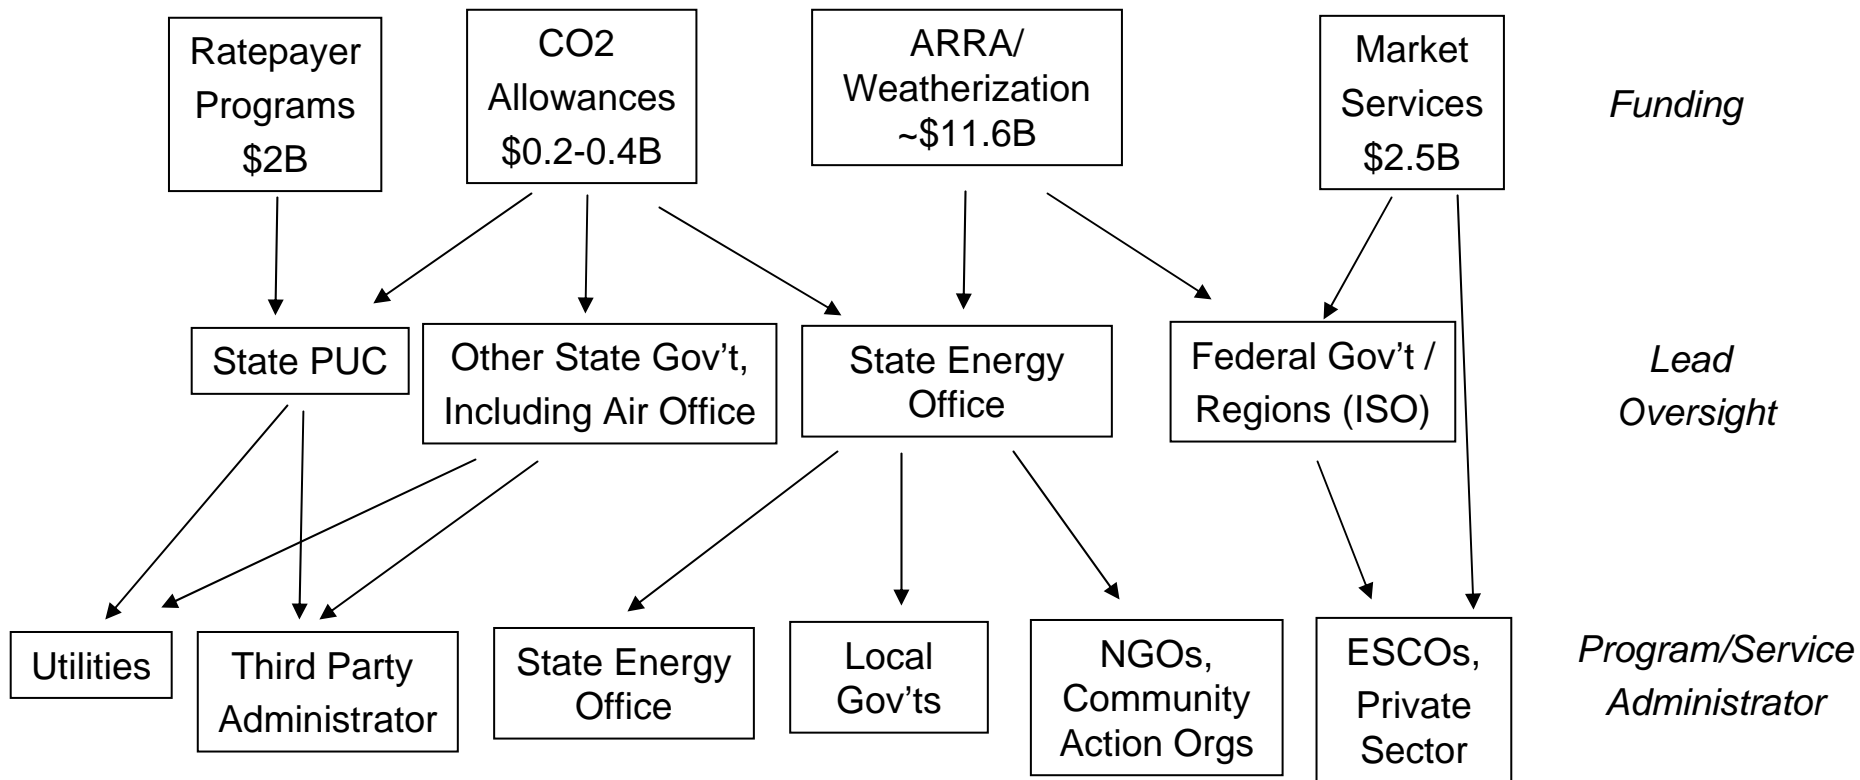 Ratepayer
Programs
$2B
CO2
Allowances
$0.2-0.4B
ARRA/
Weatherization
~$11.6B
Market
Services
$2.5B
Funding
State PUC
Other State Gov’t,
Including Air Office
State Energy
Office
Federal Gov’t /
Regions (ISO)
Lead
Oversight
Utilities
Third Party
Administrator
State Energy
Office
Local
Gov’ts
NGOs,
Community
Action Orgs
ESCOs,
Private
Sector
Program/Service
Administrator